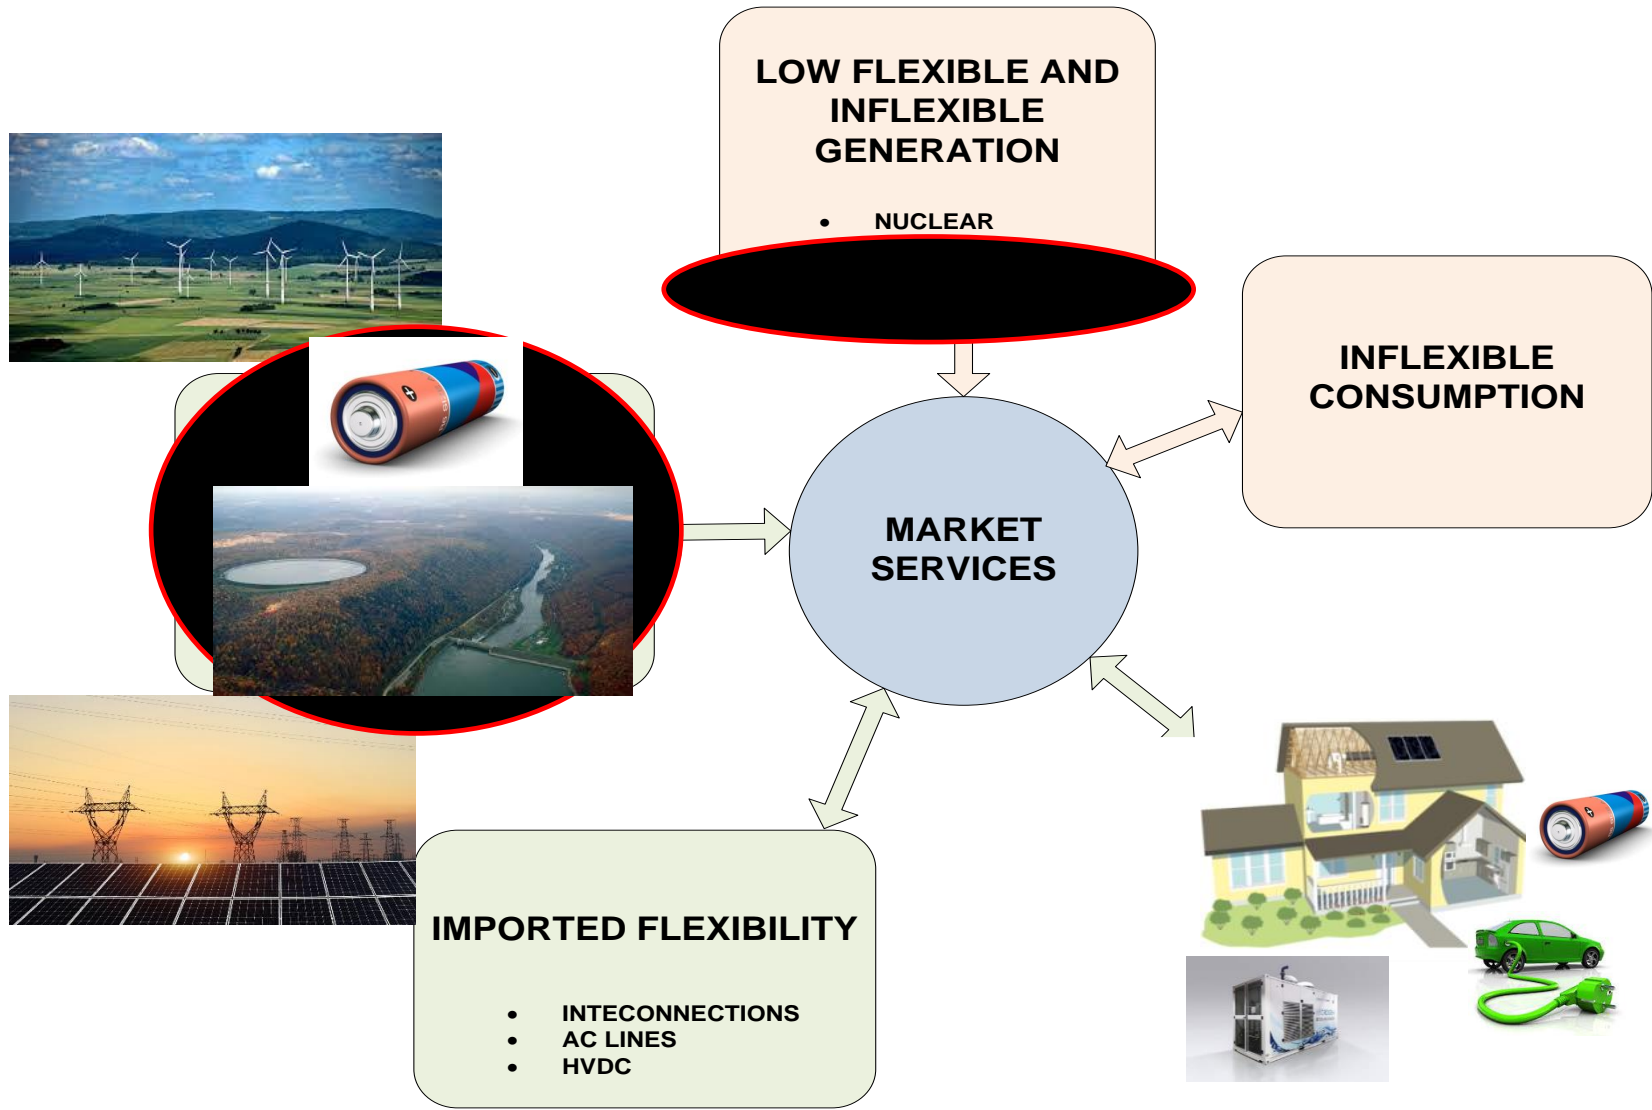 LOW FLEXIBLE AND
INFLEXIBLE
GENERATION
• NUCLEAR
INFLEXIBLE
CONSUMPTION
MARKET
SERVICES
IMPORTED FLEXIBILITY
• INTECONNECTIONS
• AC LINES
• HVDC